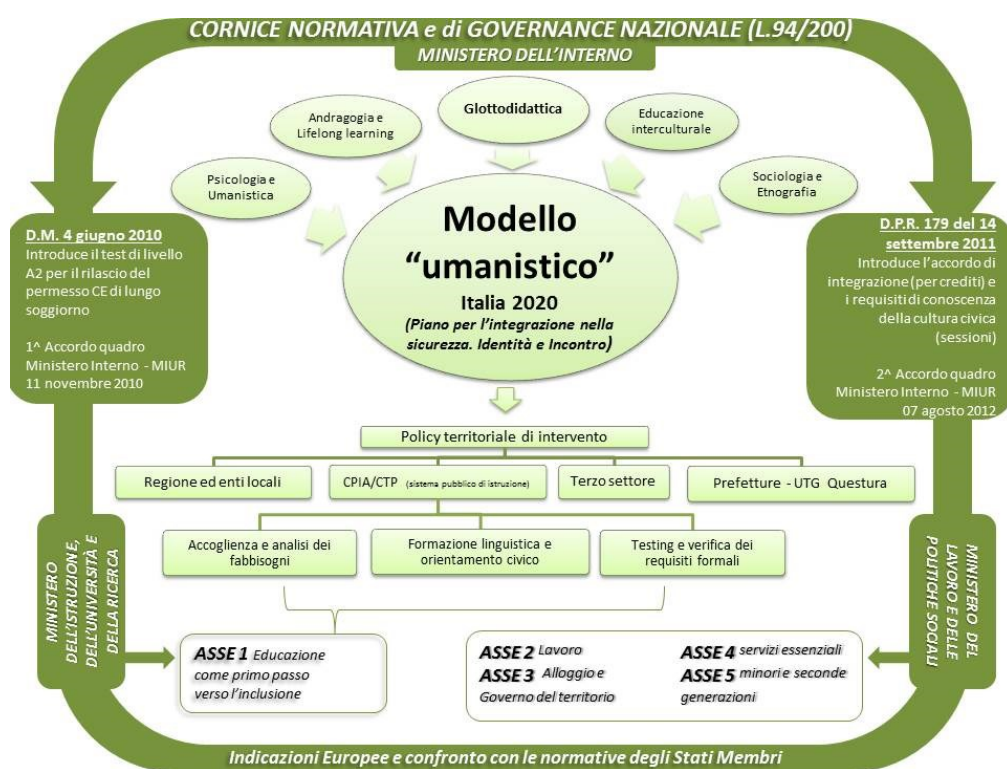 CORNICE NORMATIVA e di GOVERNANCE NAZIONALE (L.94/200)
MINISTERO DELL'INTERNO
Glottodidattica
Andragogia e
Lifelong learning
Educazione
interculturale
Psicologia e
Umanistica
Sociologia e
Etnografia
Modello
"umanistico"
Italia 2020
(Piano per l'integrazione nella
sicurezza. Identità e Incontro)
D.M. 4 giugno 2010
Introduce il test di livello
A2 per il rilascio del
permesso CE di lungo
soggiorno
1^ Accordo quadro
Ministero Interno - MIUR
11 novembre 2010
D.P.R. 179 del 14
settembre 2011
Introduce l'accordo di
integrazione (per crediti) e
i requisiti di conoscenza
della cultura civica
(sessioni)
2^ Accordo quadro
Ministero Interno - MIUR
07 agosto 2012
Policy territoriale di intervento
Regione ed enti locali
CPIA/CTP (sistema pubblico di istruzione)
Terzo settore
Prefetture - UTG Questura
Accoglienza e analisi dei
fabbisogni
Formazione linguistica e
orientamento civico
Testing e verifica dei
requisiti formali
MINISTERO
DELL'ISTRUZIONE,
DELL'UNIVERSITÀ E
DELLA RICERCA
MINISTERO DEL
LAVORO E DELLE
POLITICHE SOCIALI
ASSE 1 Educazione
come primo passo
verso l'inclusione
ASSE 2 Lavoro
ASSE 3 Alloggio e
Governo del territorio
ASSE 4 servizi essenziali
ASSE 5 minori e seconde
generazioni
Indicazioni Europee e confronto con le normative degli Stati Membri